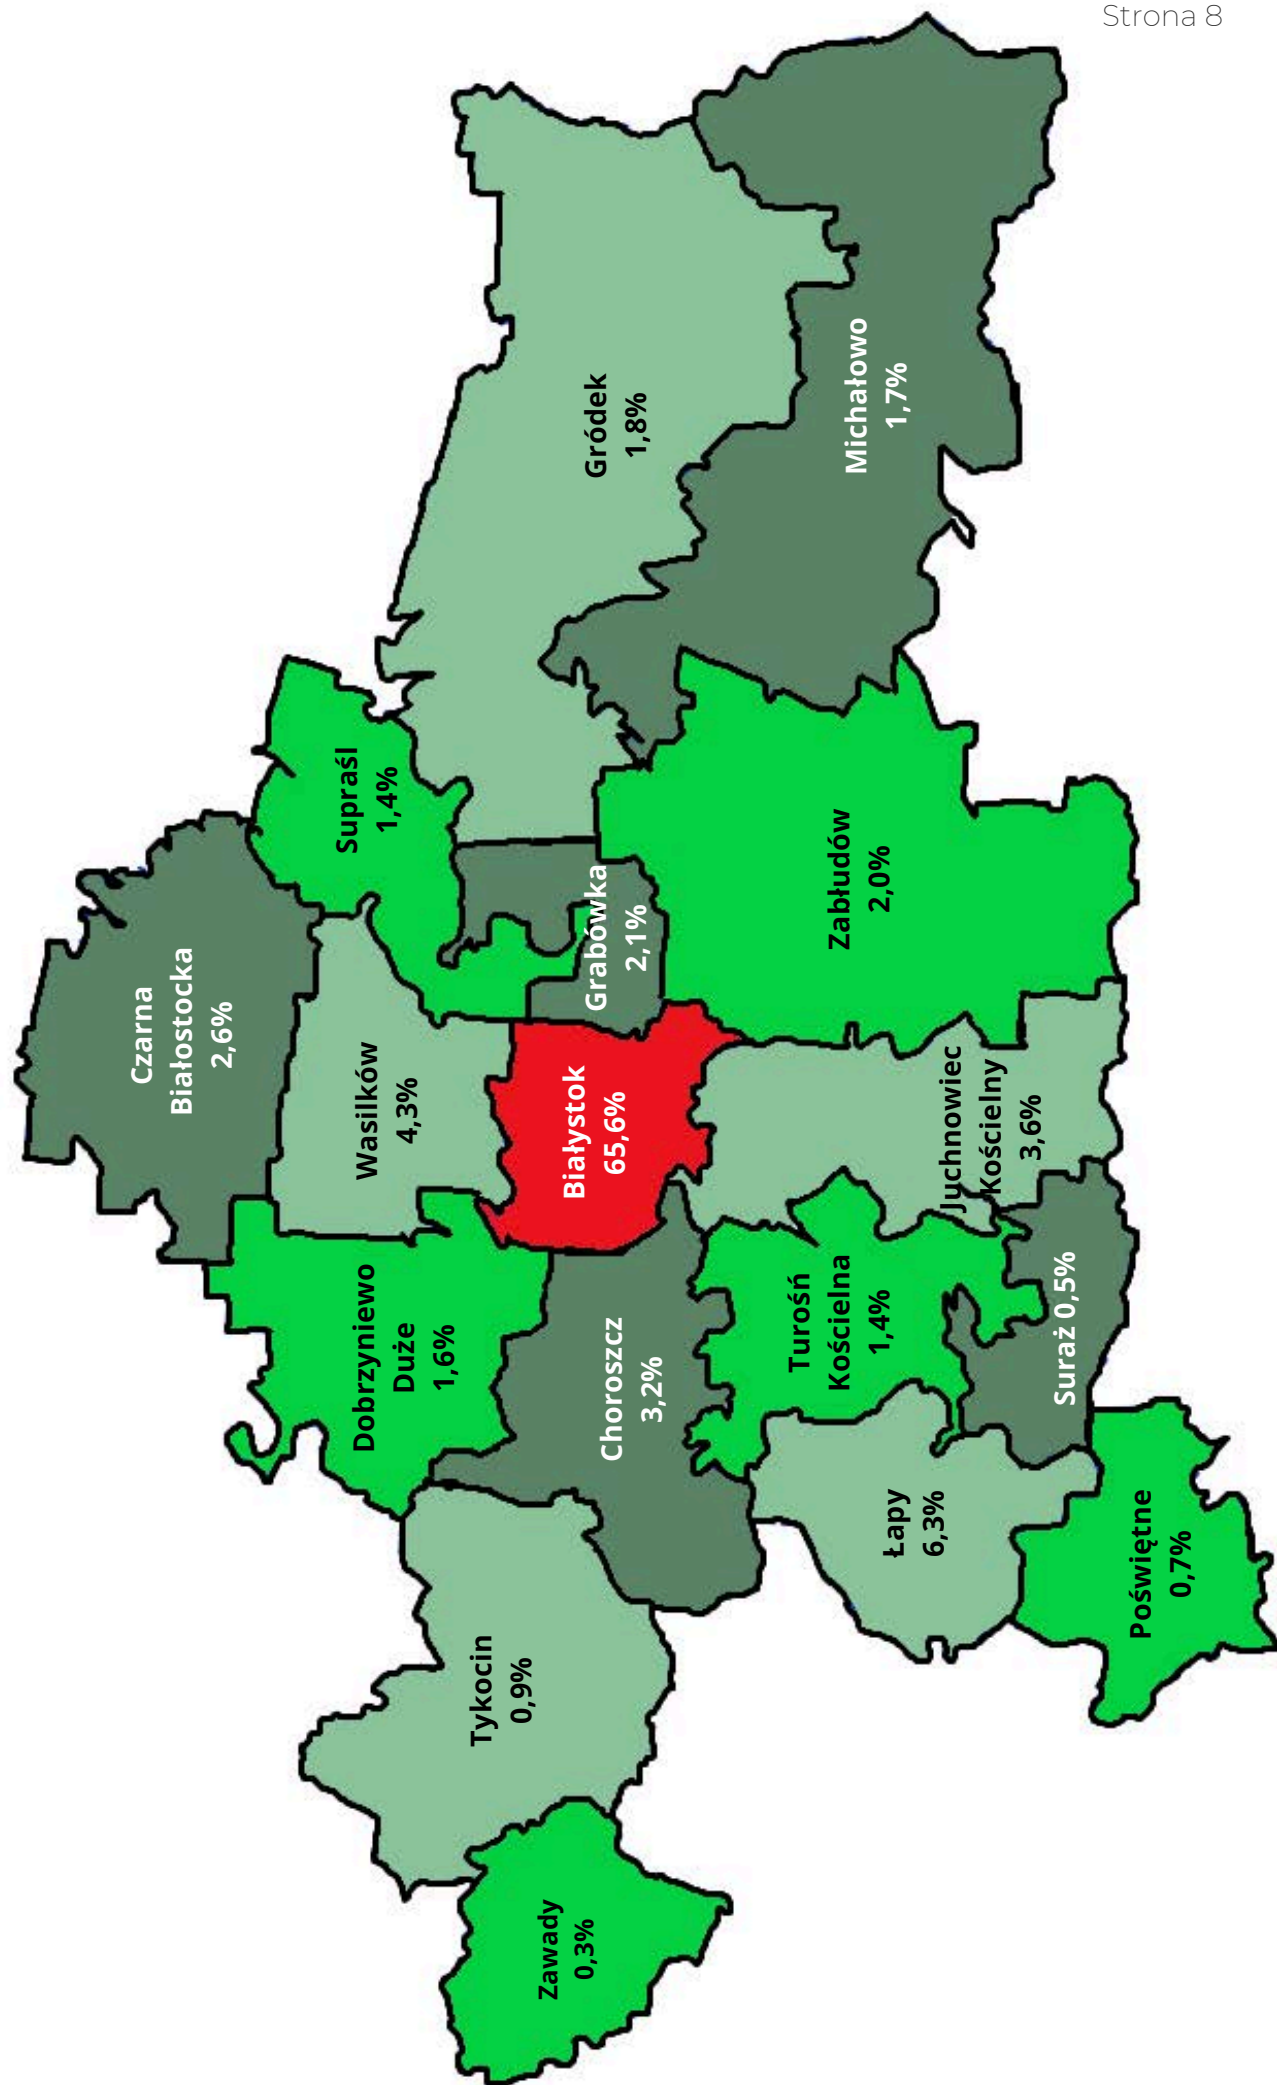 Strona 8
Czarna
Białostocka
2,6%
Supraśl
1,4%
Gródek
1,8%
Michałowo
1,7%
Wasilków
4,3%
Grabówka
2,1%
Zabłudów
2,0%
Białystok
65,6%
Juchnowiec
Kościelny
3,6%
Dobrzyniewo
Duże
1,6%
Choroszcz
3,2%
Turośń
Kościelna
1,4%
Suraż 0,5%
Łapy
6,3%
Poświętne
0,7%
Tykocin
0,9%
Zawady
0,3%